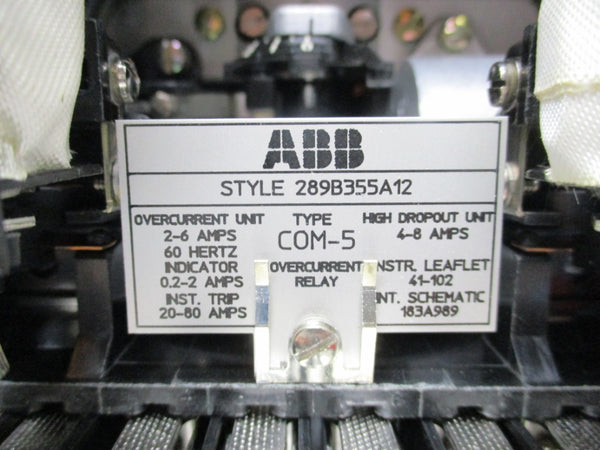 ABB
STYLE 289B355A12
OVERCURRENT UNIT
2-6 AMPS
60 HERTZ
INDICATOR
0.2-2 AMPS
INST. TRIP
20-80 AMPS
TYPE
COM-5
OVERCURRENT
RELAY
HIGH DROPOUT UNIT
4-8 AMPS
INSTR. LEAFLET
41-102
INT. SCHEMATIC
183A989